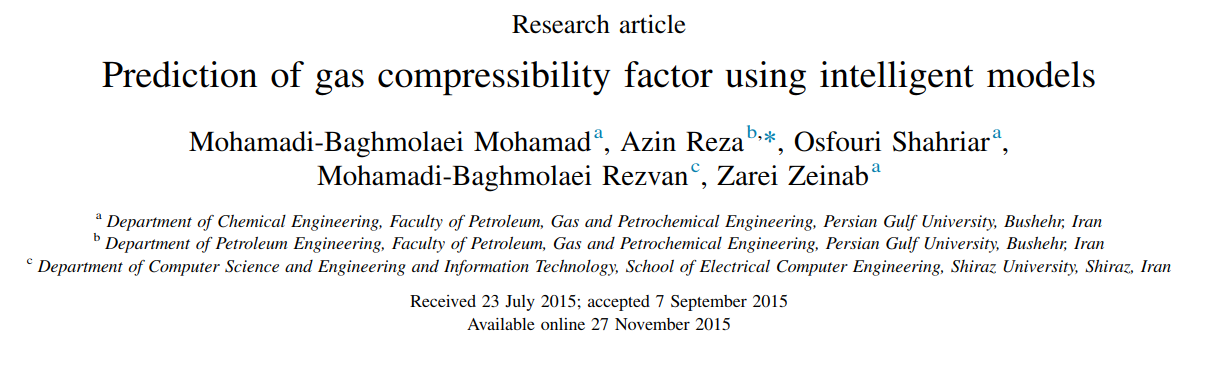 Research article
Prediction of gas compressibility factor using intelligent models
Mohamadi-Baghmolaei Mohamad a, Azin Reza b,*, Osfouri Shahriar a,
Mohamadi-Baghmolaei Rezvan c, Zarei Zeinab a
a Department of Chemical Engineering, Faculty of Petroleum, Gas and Petrochemical Engineering, Persian Gulf University, Bushehr, Iran
b Department of Petroleum Engineering, Faculty of Petroleum, Gas and Petrochemical Engineering, Persian Gulf University, Bushehr, Iran
c Department of Computer Science and Engineering and Information Technology, School of Electrical Computer Engineering, Shiraz University, Shiraz, Iran
Received 23 July 2015; accepted 7 September 2015
Available online 27 November 2015